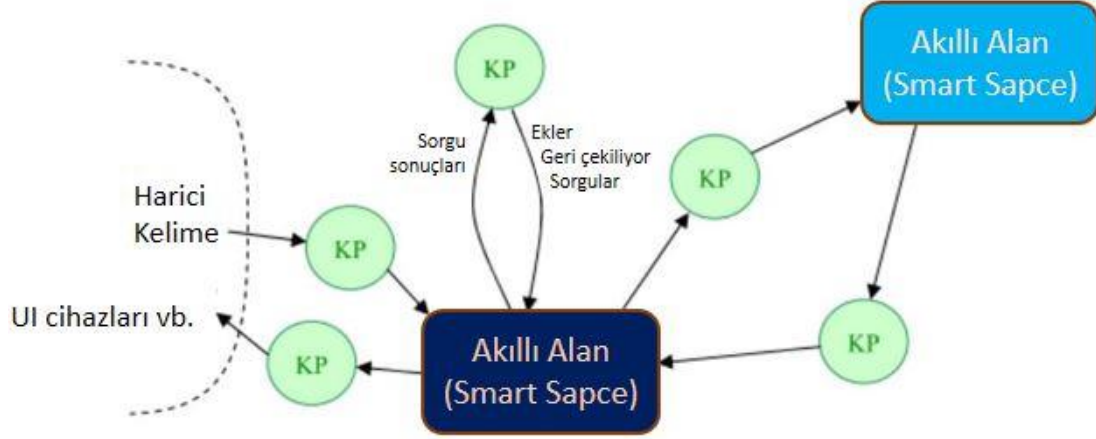 KP
Akıllı Alan
(Smart Sapce)
Sorgu
sonuçları
Ekler
Geri çekiliyor
Sorgular
KP
Harici
Kelime
KP
UI cihazları vb.
KP
Akıllı Alan
(Smart Sapce)
KP